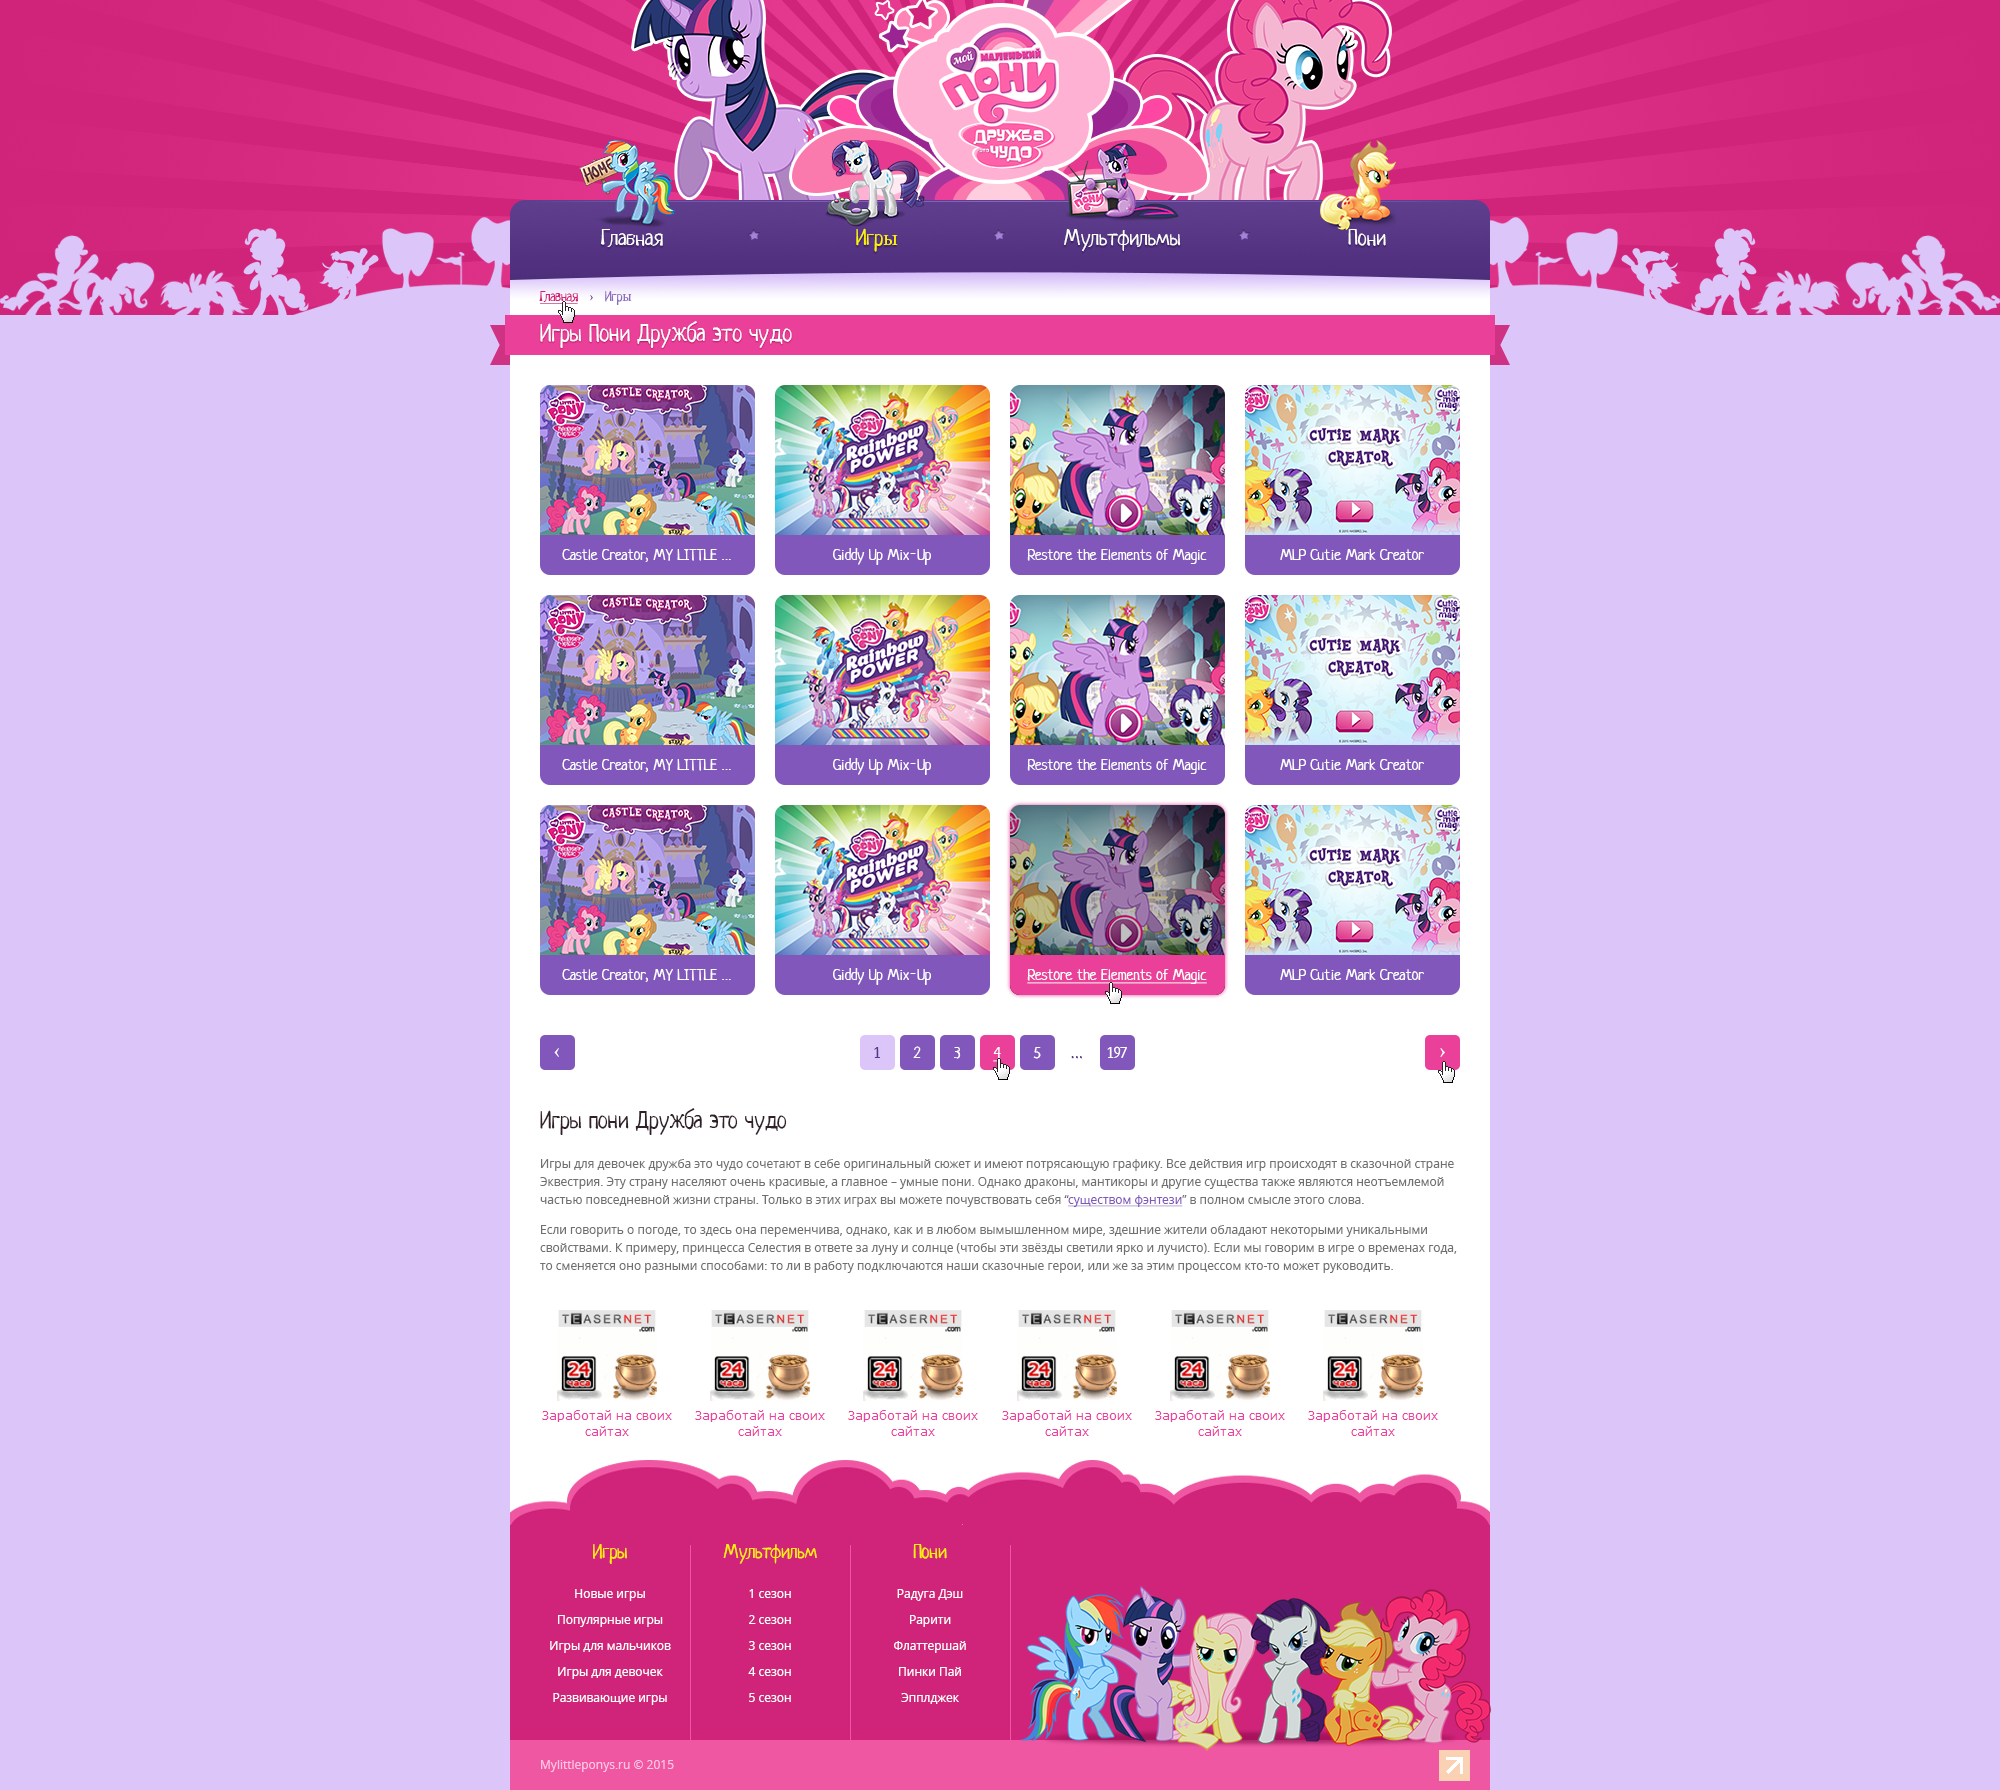 МОЙ
МАЛЕНЬКИЙ
ПОНИ
ДРУЖБА
ЭТО ЧУДО
HOME
ПОНИ
Главная
Игры
Мультфильмы
Пони
Главная › Игры
Игры Пони Дружба это чудо
CASTLE CREATOR
MY LITTLE PONY
START
Rainbow POWER
CUTIE MARK
CREATOR
Castle Creator, MY LITTLE ...
Giddy Up Mix-Up
Restore the Elements of Magic
MLP Cutie Mark Creator
CASTLE CREATOR
MY LITTLE PONY
START
Rainbow POWER
CUTIE MARK
CREATOR
Castle Creator, MY LITTLE ...
Giddy Up Mix-Up
Restore the Elements of Magic
MLP Cutie Mark Creator
CASTLE CREATOR
MY LITTLE PONY
START
Rainbow POWER
CUTIE MARK
CREATOR
Castle Creator, MY LITTLE ...
Giddy Up Mix-Up
Restore the Elements of Magic
MLP Cutie Mark Creator
‹ 1 2 3 4 5 ... 197 ›
Игры пони Дружба это чудо
Игры для девочек дружба это чудо сочетают в себе оригинальный сюжет и имеют потрясающую графику. Все действия игр происходят в сказочной стране
Эквестрия. Эту страну населяют очень красивые, а главное – умные пони. Однако драконы, мантикоры и другие существа также являются неотъемлемой
частью повседневной жизни страны. Только в этих играх вы можете почувствовать себя “существом фэнтези” в полном смысле этого слова.
Если говорить о погоде, то здесь она переменчива, однако, как и в любом вымышленном мире, здешние жители обладают некоторыми уникальными
свойствами. К примеру, принцесса Селестия в ответе за луну и солнце (чтобы эти звёзды светили ярко и лучисто). Если мы говорим в игре о временах года,
то сменяется оно разными способами: то ли в работу подключаются наши сказочные герои, или же за этим процессом кто-то может руководить.
TEASERNET.com
24 часа
Заработай на своих
сайтах
TEASERNET.com
24 часа
Заработай на своих
сайтах
TEASERNET.com
24 часа
Заработай на своих
сайтах
TEASERNET.com
24 часа
Заработай на своих
сайтах
TEASERNET.com
24 часа
Заработай на своих
сайтах
TEASERNET.com
24 часа
Заработай на своих
сайтах
Игры
Новые игры
Популярные игры
Игры для мальчиков
Игры для девочек
Развивающие игры
Мультфильм
1 сезон
2 сезон
3 сезон
4 сезон
5 сезон
Пони
Радуга Дэш
Рарити
Флаттершай
Пинки Пай
Эпплджек
Mylittleponys.ru © 2015